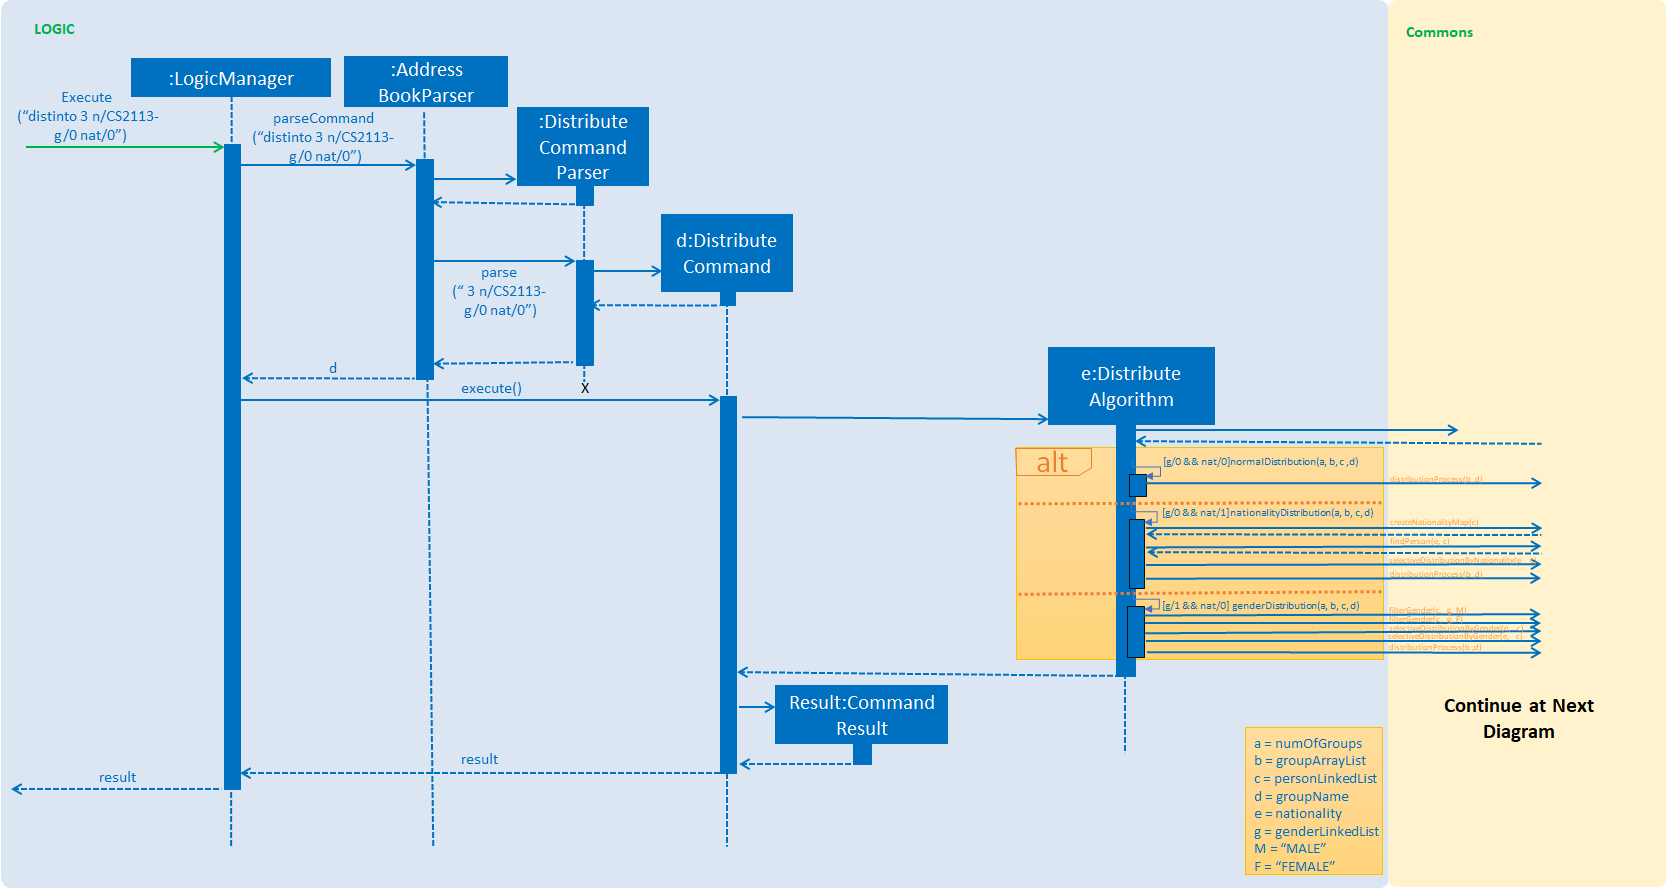 LOGIC
Commons
:LogicManager
:Address
BookParser
Execute
(“distinto 3 n/CS2113-
g/0 nat/0”)
parseCommand
(“distinto 3 n/CS2113-
g/0 nat/0”)
:Distribute
Command
Parser
d:Distribute
Command
parse
(“ 3 n/CS2113-
g/0 nat/0”)
d
X
execute()
e:Distribute
Algorithm
alt
[g/0 && nat/0]normalDistribution(a, b, c ,d)
distributionProcess(b ,d)
[g/0 && nat/1]nationalityDistribution(a, b, c, d)
createNationalityMap(c)
findPerson(e, c)
selectiveDistributionByNationality(e, c)
distributionProcess(b ,d)
[g/1 && nat/0] genderDistribution(a, b, c, d)
filterGender(c, g, M)
filterGender(c, g, F)
selectiveDistributionByGender(e, c)
selectiveDistributionByGender(e, c)
distributionProcess(b ,d)
Result:Command
Result
result
result
Continue at Next
Diagram
a = numOfGroups
b = groupArrayList
c = personLinkedList
d = groupName
e = nationality
g = genderLinkedList
M = “MALE”
F = “FEMALE”